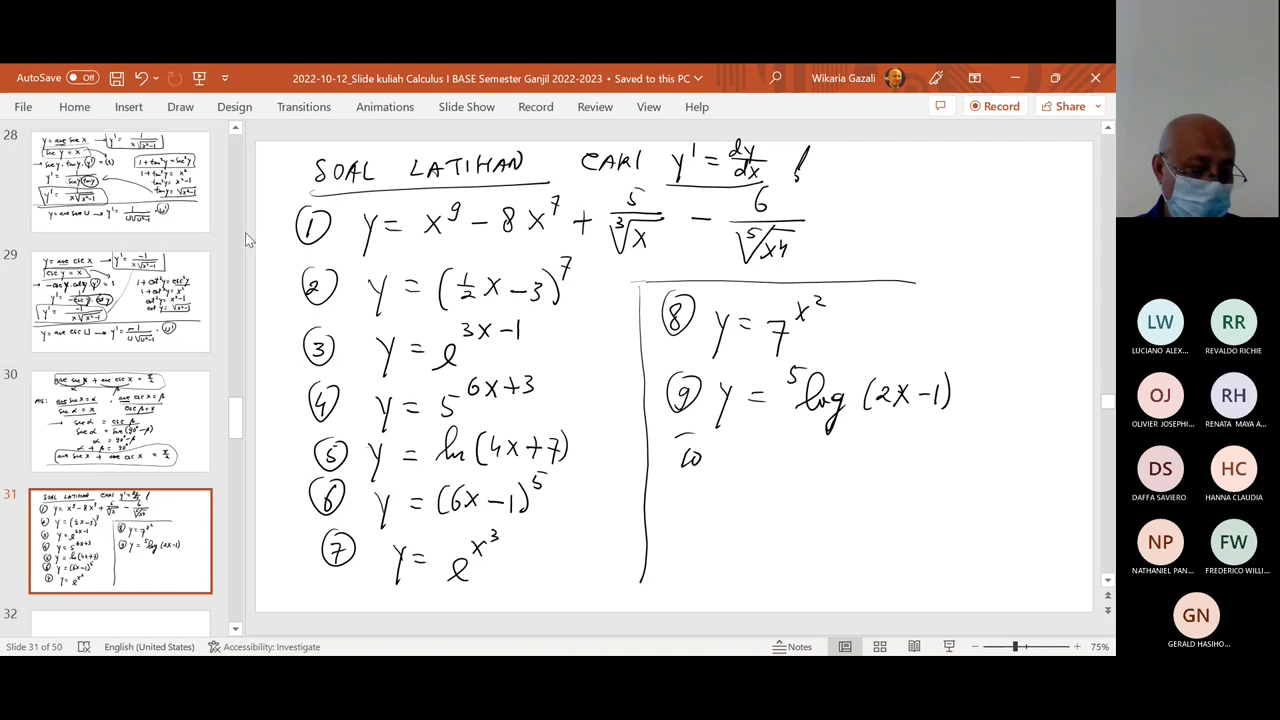 AutoSave Off
2022-10-12_Slide kuliah Calculus I BASE Semester Ganjil 2022-2023 • Saved to this PC
Wikaria Gazali
File Home Insert Draw Design Transitions Animations Slide Show Record Review View Help
Record Share
28
29
30
31
32
SOAL LATIHAN CARI y' = dy/dx !
① y = x⁹ - 8x⁷ + 5/∛x - 6/⁵√x⁴
② y = (½x - 3)⁷
③ y = e^(3x-1)
④ y = 5^(6x+3)
⑤ y = ln(4x+7)
⑥ y = (6x-1)⁵
⑦ y = e^(x³)
⑧ y = 7^(x²)
⑨ y = ⁵log (2x-1)
10
LW
LUCIANO ALEX...
RR
REVALDO RICHIE
OJ
OLIVIER JOSEPHI...
RH
RENATA MAYA A...
DS
DAFFA SAVIERO
HC
HANNA CLAUDIA
NP
NATHANIEL PAN...
FW
FREDERICO WILLI...
GN
GERALD HASIHO...
Slide 31 of 50 English (United States) Accessibility: Investigate Notes 75%